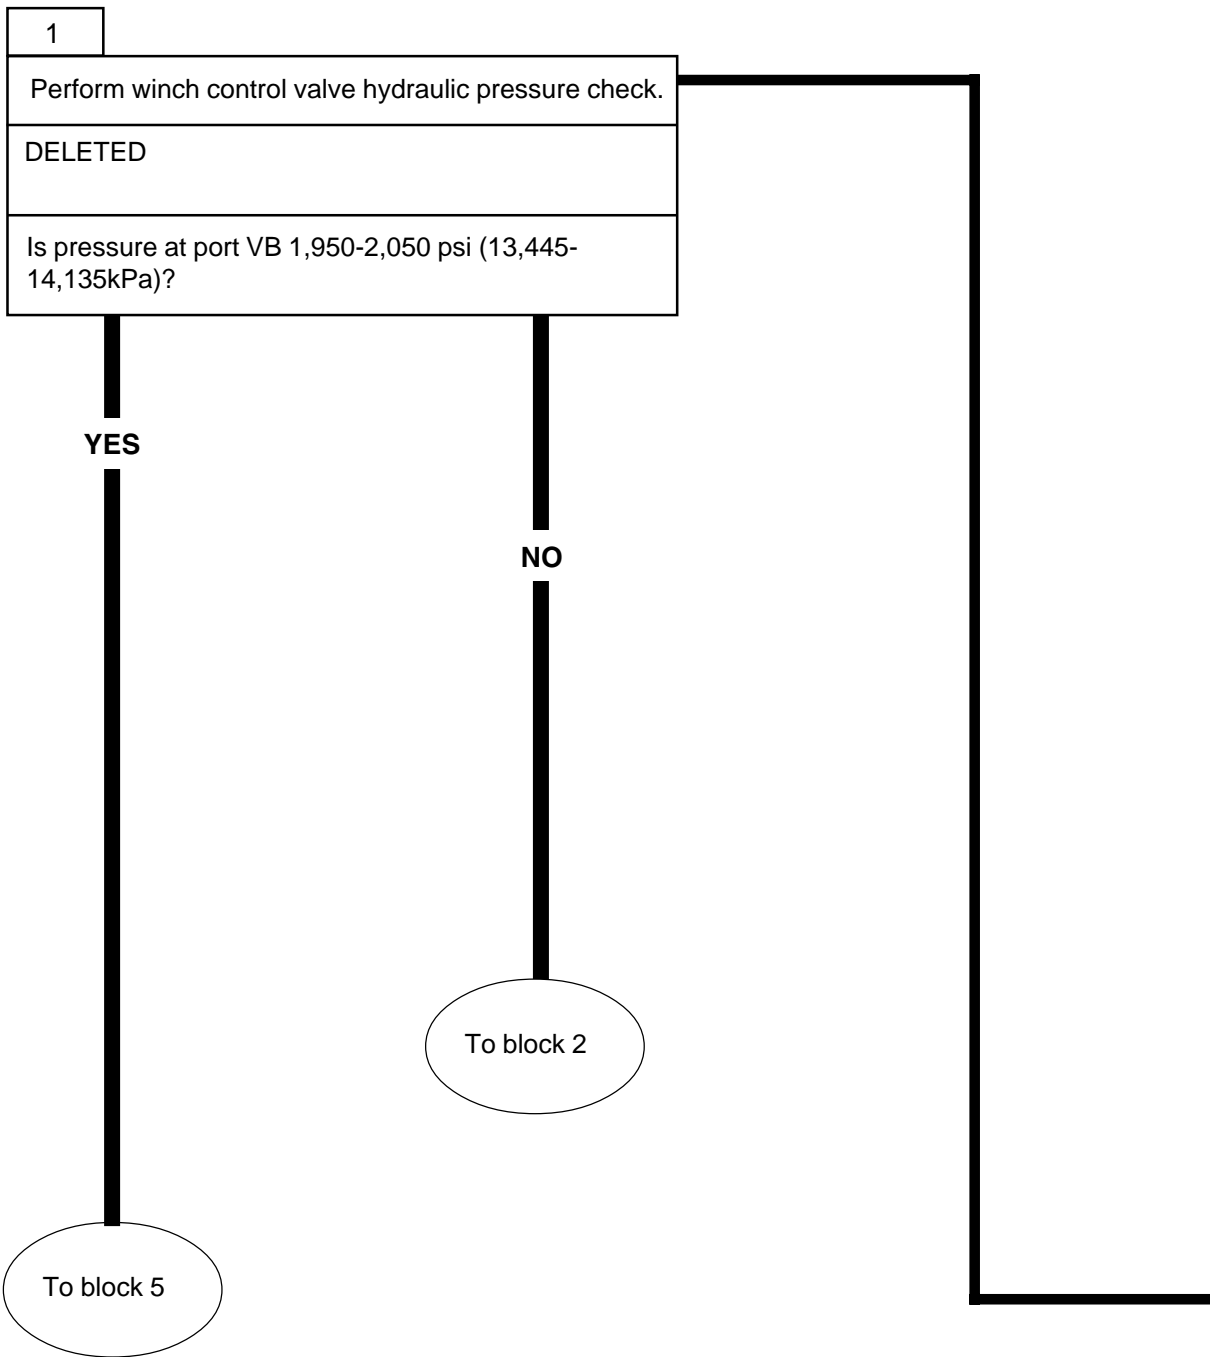 1
Perform winch control valve hydraulic pressure check.
DELETED
Is pressure at port VB 1,950-2,050 psi (13,445-
14,135kPa)?
YES
NO
To block 2
To block 5